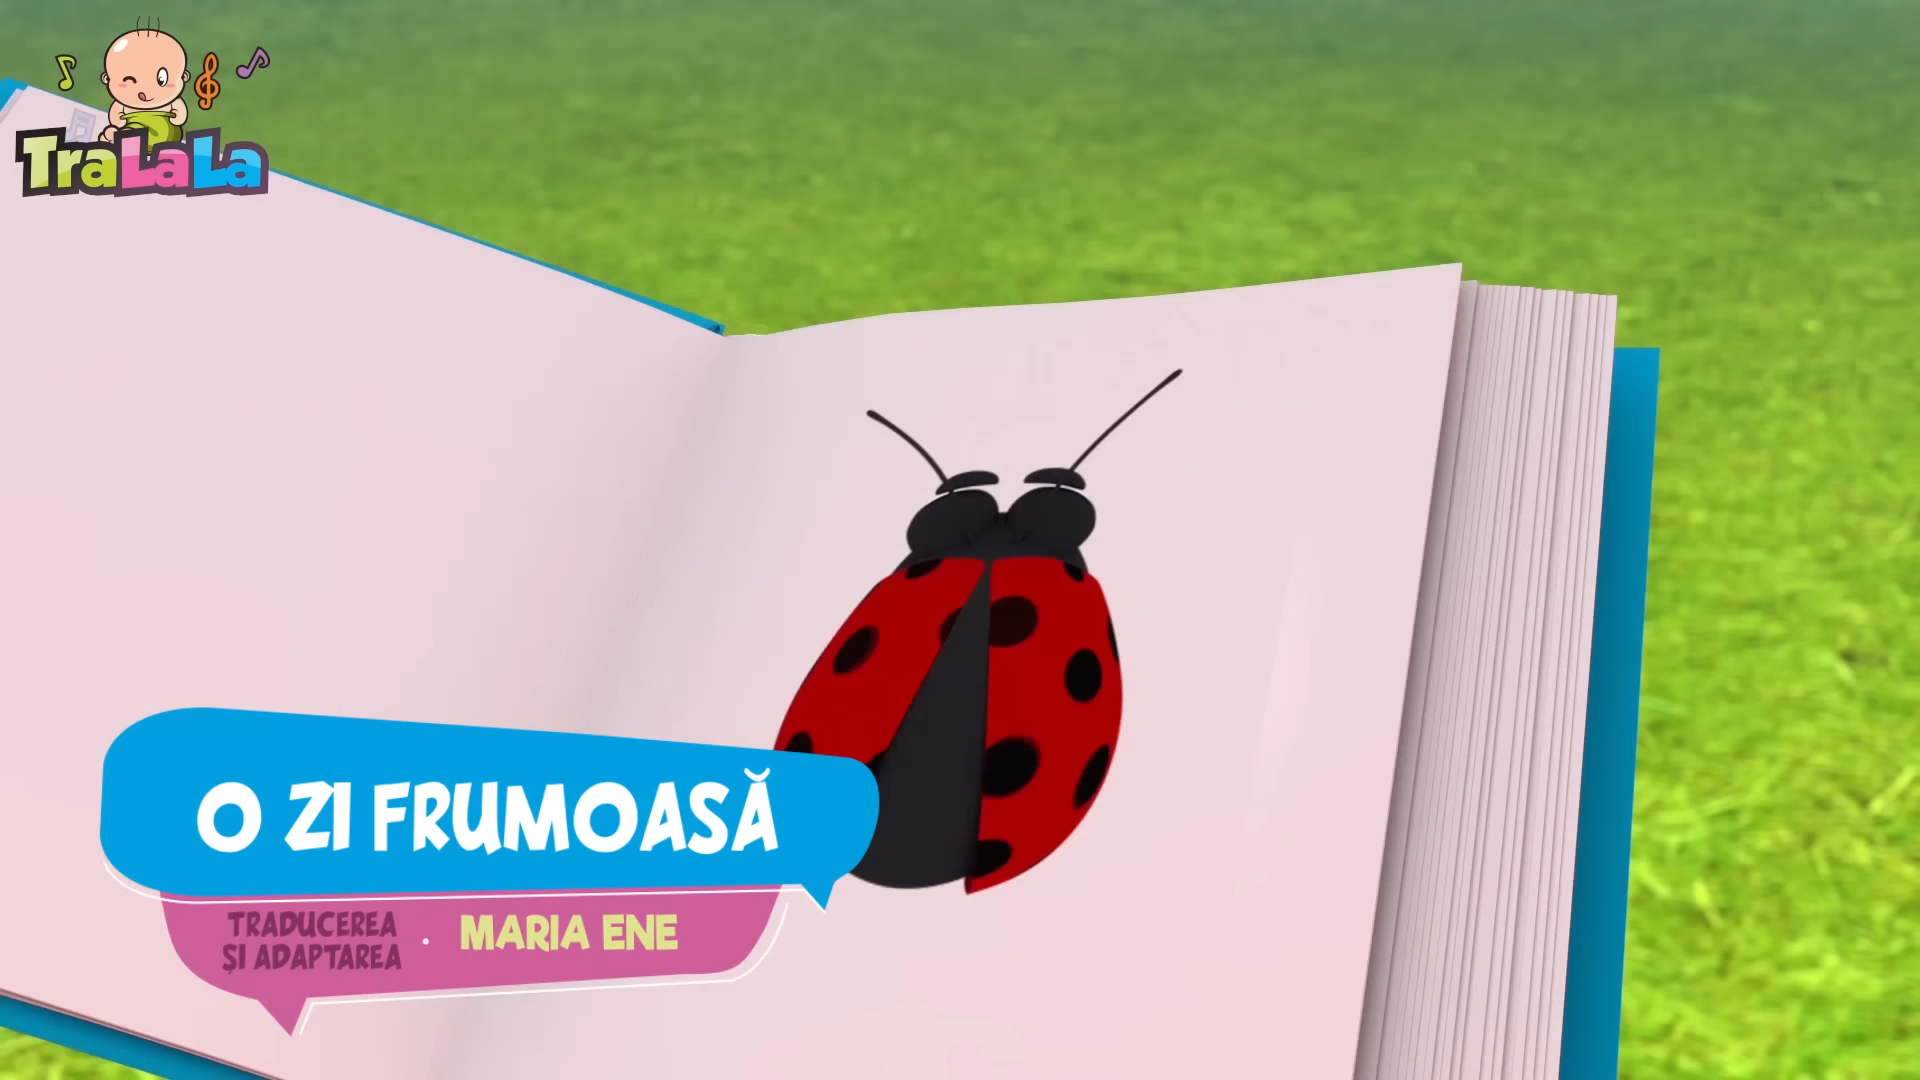 TraLaLa
O ZI FRUMOASĂ
TRADUCEREA
ȘI ADAPTAREA
· MARIA ENE